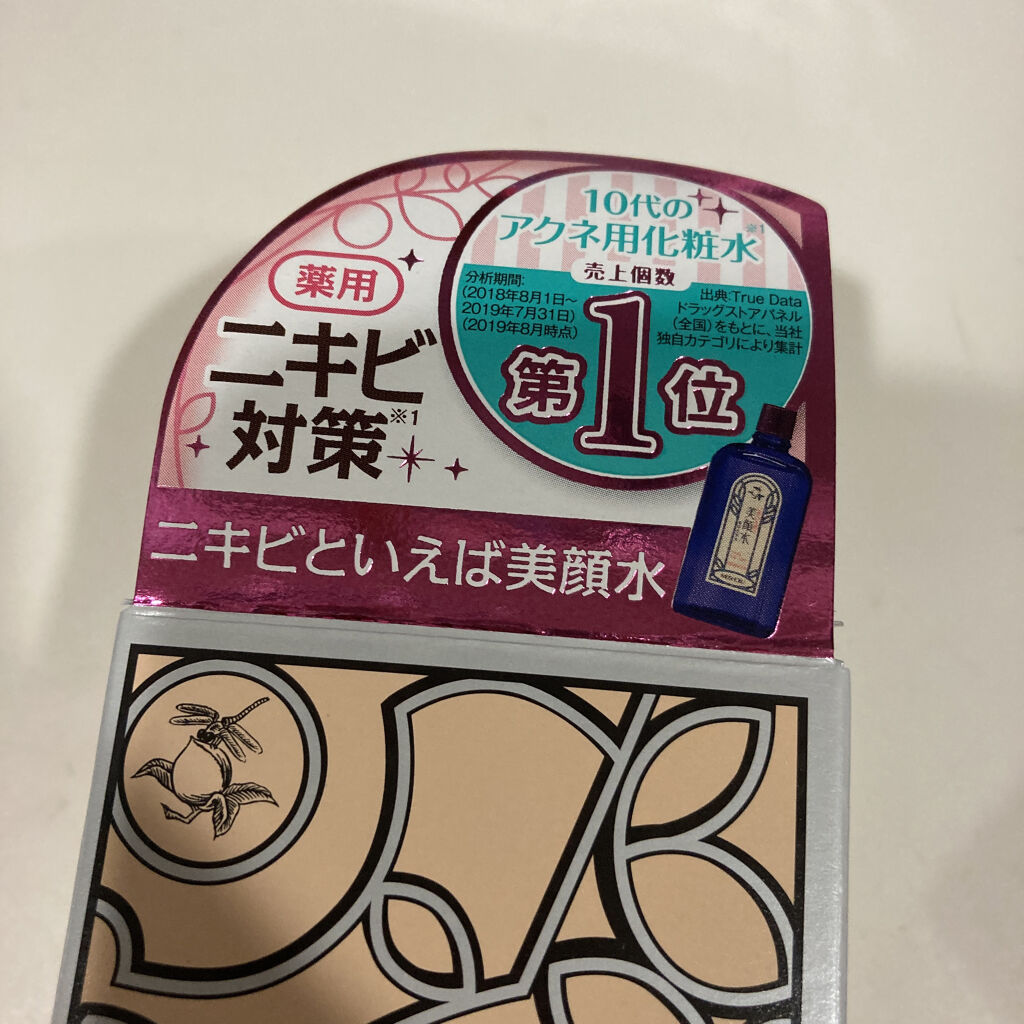 10代の
アクネ用化粧水※1
売上個数
分析期間:
(2018年8月1日〜
2019年7月31日)
(2019年8月時点)
出典:True Data
ドラッグストアパネル
(全国)をもとに、当社
独自カテゴリにより集計
第1位
薬用
ニキビ
対策※1
ニキビといえば美顔水
美顔水